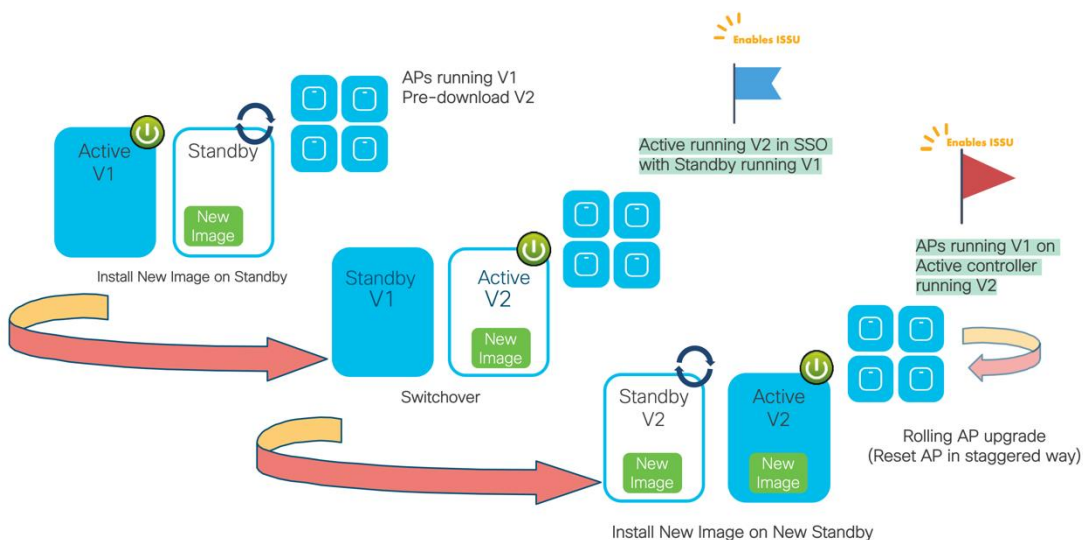 Enables ISSU
APs running V1
Pre-download V2
Active
V1
Standby
New
Image
Install New Image on Standby
Active running V2 in SSO
with Standby running V1
Enables ISSU
APs running V1 on
Active controller
running V2
Standby
V1
Active
V2
New
Image
Switchover
Standby
V2
New
Image
Active
V2
New
Image
Rolling AP upgrade
(Reset AP in staggered way)
Install New Image on New Standby